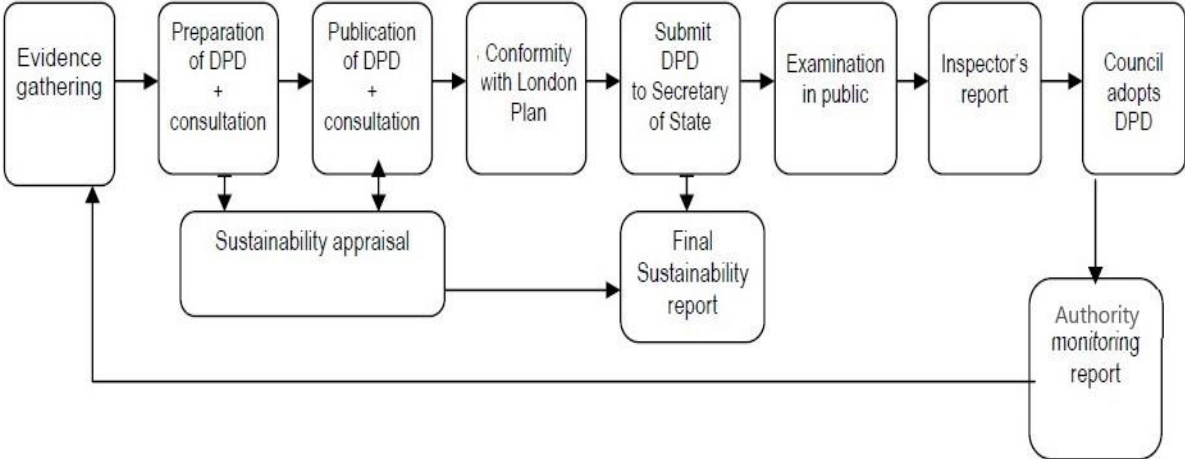 Evidence
gathering
Preparation
of DPD
+
consultation
Publication
of DPD
+
consultation
Conformity
with London
Plan
Submit
DPD
to Secretary
of State
Examination
in public
Inspector's
report
Council
adopts
DPD
Sustainability appraisal
Final
Sustainability
report
Authority
monitoring
report